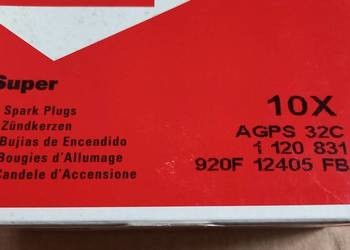 Super
Spark Plugs
Zündkerzen
Bujias de Encendido
Bougies d'Allumage
Candele d'Accensione
10X
AGPS 32C
1 120 831
920F 12405 FB